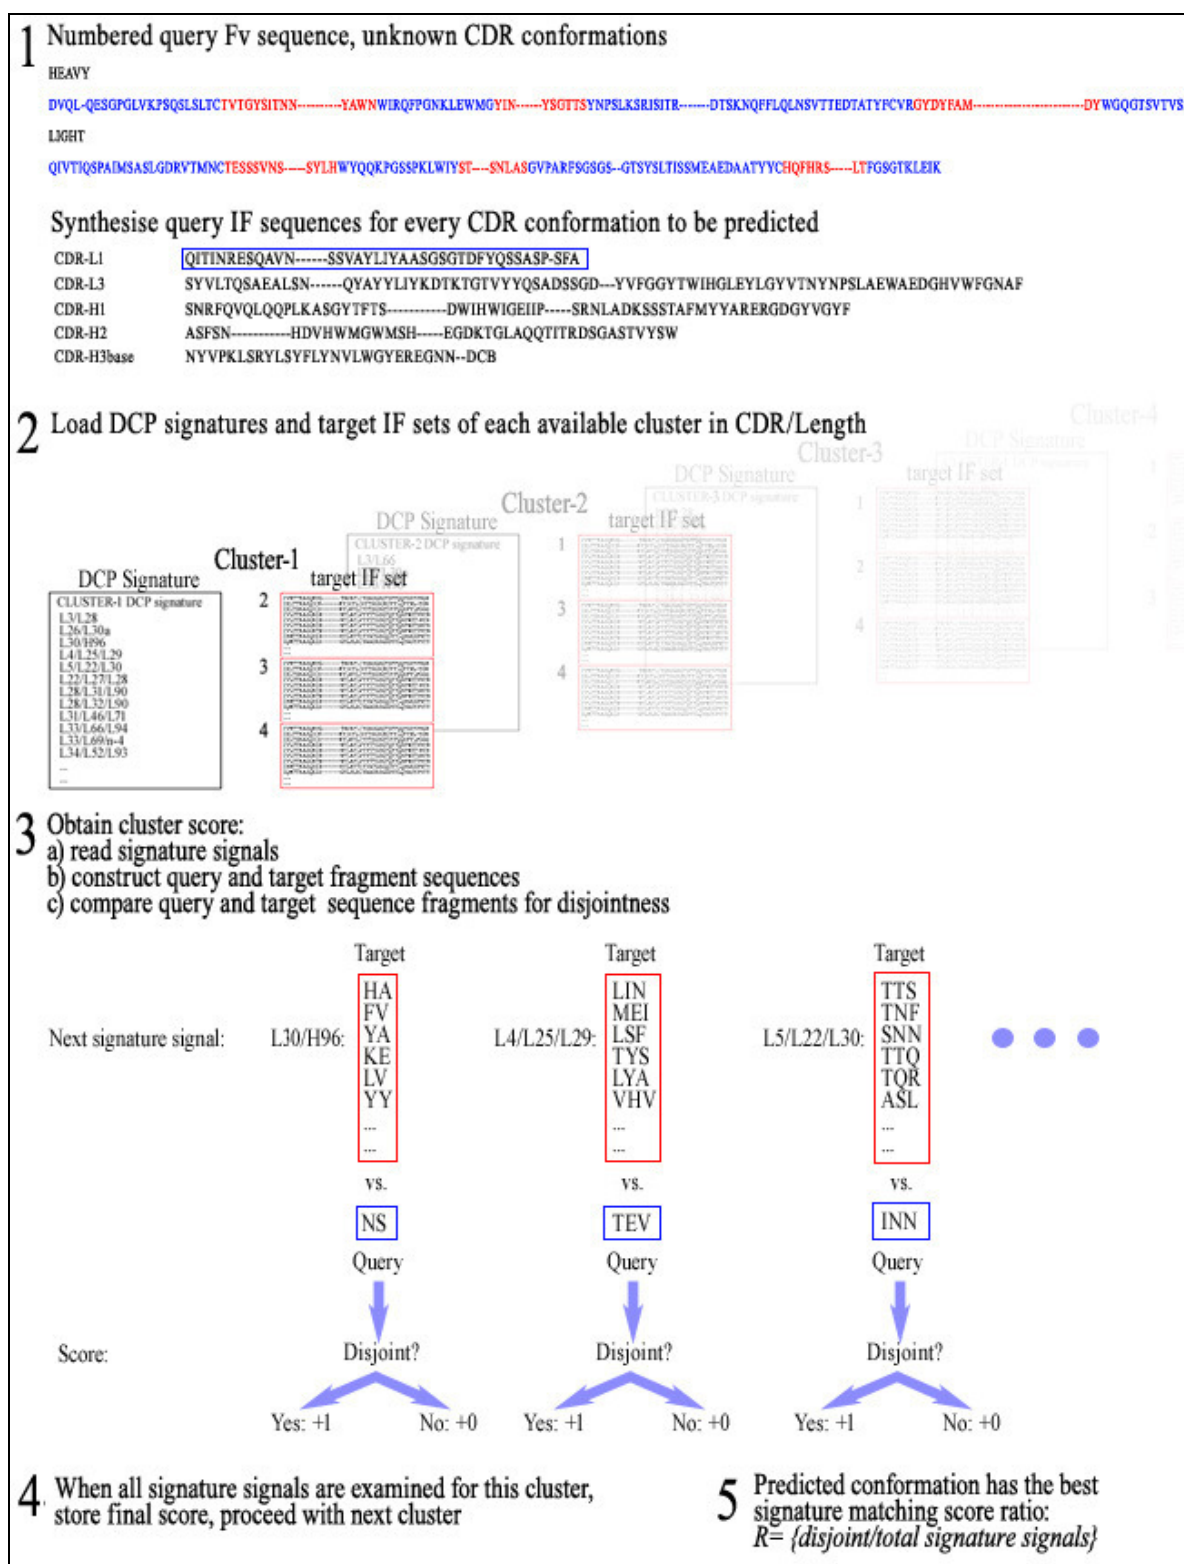 1 Numbered query Fv sequence, unknown CDR conformations
HEAVY
DVQL-QESGPGLVKPSQSLSLTCTVTGYSITNN----------YAWNWIRQFPGNKLEWMGYIN------YSGTTSYNPSLKSRISITR-------DTSKNQFFLQLNSVTTEDTATYFCVRGYDYFAM--------------------------DYWGQGTSVTVS
LIGHT
QIVTIQSPAIMSASLGDRVTMNCTESSSVNS-----SYLHWYQQKPGSSPKLWIYST----SNLASGVPARFSGSGS--GTSYSLTISSMEAEDAATYYCHQFHRS-----LTFGSGTKLEIK
Synthesise query IF sequences for every CDR conformation to be predicted
CDR-L1 QITINRESQAVN------SSVAYLIYAASGSGTDFYQSSASP-SFA
CDR-L3 SYVLTQSAEALSN------QYAYYLIYKDTKTGTVYYQSADSSGD---YVFGGYTWIHGLEYLGYVTNYNPSLAEWAEDGHVWFGNAF
CDR-H1 SNRFQVQLQQPLKASGYTFTS-----------DWIHWIGEIIP-----SRNLADKSSSTAFMYYARERGDGYVGYF
CDR-H2 ASFSN-----------HDVHWMGWMSH-----EGDKTGLAQQTITRDSGASTVYSW
CDR-H3base NYVPKLSRYLSYFLYNVLWGYEREGNN--DCB
2 Load DCP signatures and target IF sets of each available cluster in CDR/Length
Cluster-4
DCP Signature
Cluster-3
DCP Signature target IF set
CLUSTER-3 DCP signature
Cluster-2
DCP Signature target IF set
CLUSTER-2 DCP signature
L3/L66
Cluster-1
DCP Signature target IF set
CLUSTER-1 DCP signature
L3/L28
L26/L30a
L30/H96
L4/L25/L29
L5/L22/L30
L22/L27/L28
L28/L31/L90
L28/L32/L90
L31/L46/L71
L33/L66/L94
L33/L69/n-4
L34/L52/L93
...
...
2
3
4
1
3
4
1
2
4
3 Obtain cluster score:
a) read signature signals
b) construct query and target fragment sequences
c) compare query and target sequence fragments for disjointness
Target Target Target
HA LIN TTS
FV MEI TNF
Next signature signal: L30/H96: YA L4/L25/L29: LSF L5/L22/L30: SNN
KE TYS TTQ
LV LYA TQR
YY VHV ASL
... ... ...
... ... ...
vs. vs. vs.
NS TEV INN
Query Query Query
Score: Disjoint? Disjoint? Disjoint?
Yes: +1 No: +0 Yes: +1 No: +0 Yes: +1 No: +0
4. When all signature signals are examined for this cluster,
store final score, proceed with next cluster
5 Predicted conformation has the best
signature matching score ratio:
R= {disjoint/total signature signals}